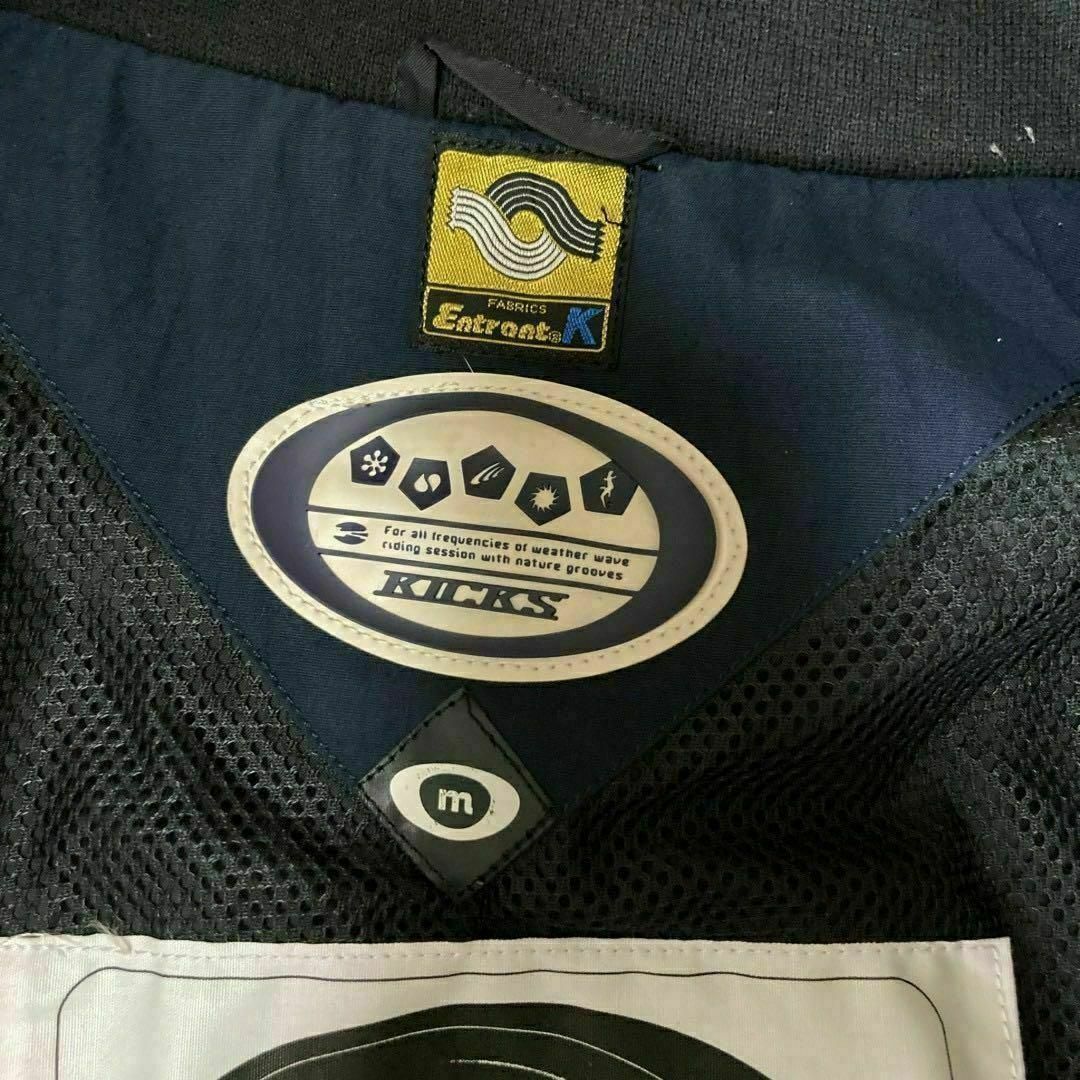 FABRICS
Entrant® K
For all frequencies of weather wave
riding session with nature grooves
KICKS
m